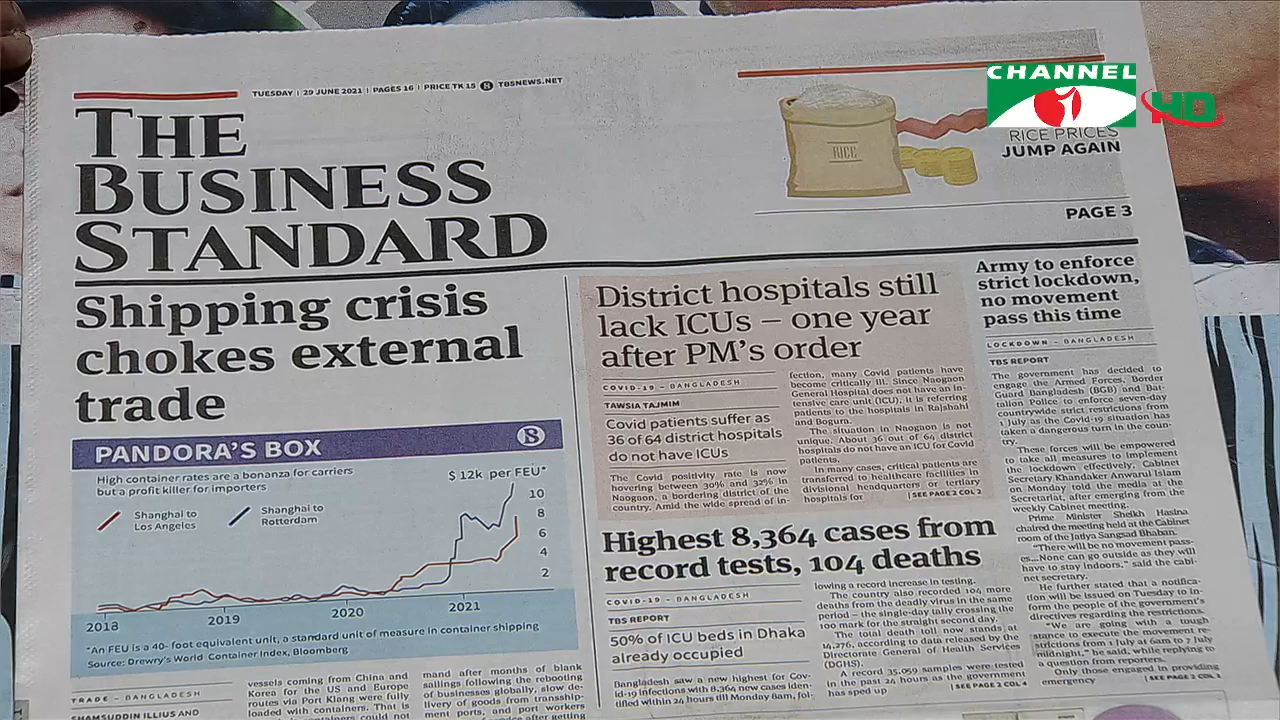 CHANNEL
i HD
TUESDAY | 29 JUNE 2021 | PAGES 16 | PRICE TK 15 TBSNEWS.NET
THE
BUSINESS
STANDARD
RICE
RICE PRICES
JUMP AGAIN
PAGE 3
Shipping crisis
chokes external
trade
PANDORA'S BOX
High container rates are a bonanza for carriers
but a profit killer for importers
Shanghai to
Los Angeles
Shanghai to
Rotterdam
$ 12k per FEU*
10
8
6
4
2
2018
2019
2020
2021
*An FEU is a 40- foot equivalent unit, a standard unit of measure in container shipping
Source: Drewry's World Container Index, Bloomberg
TRADE – BANGLADESH
SHAMSUDDIN ILLIUS AND
vessels coming from China and
Korea for the US and Europe
routes via Port Klang were fully
loaded with containers. That is
mand after months of blank
sailings following the rebooting
of businesses globally, slow de-
livery of goods from transship-
ment ports, and port workers
District hospitals still
lack ICUs – one year
after PM's order
COVID-19 – BANGLADESH
TAWSIA TAJMIM
Covid patients suffer as
36 of 64 district hospitals
do not have ICUs
The Covid positivity rate is now
hovering between 30% and 32% in
Naogaon, a bordering district of the
country. Amid the wide spread of in-
fection, many Covid patients have
become critically ill. Since Naogaon
General Hospital does not have an in-
tensive care unit (ICU), it is referring
patients to the hospitals in Rajshahi
and Bogura.
The situation in Naogaon is not
unique. About 36 out of 64 district
hospitals do not have an ICU for Covid
patients.
In many cases, critical patients are
transferred to healthcare facilities in
divisional headquarters or tertiary
hospitals for
| SEE PAGE 2 COL 2
Highest 8,364 cases from
record tests, 104 deaths
COVID-19 – BANGLADESH
TBS REPORT
50% of ICU beds in Dhaka
already occupied
Bangladesh saw a new highest for Cov-
id-19 infections with 8,364 new cases iden-
tified within 24 hours till Monday 8am, fol-
lowing a record increase in testing.
The country also recorded 104 more
deaths from the deadly virus in the same
period – the single-day tally crossing the
100 mark for the straight second day.
The total death toll now stands at
14,276, according to data released by the
Directorate General of Health Services
(DGHS).
A record 35,059 samples were tested
in the past 24 hours as the government
has sped up
| SEE PAGE 2 COL 4
Army to enforce
strict lockdown,
no movement
pass this time
LOCKDOWN – BANGLADESH
TBS REPORT
The government has decided to
engage the Armed Forces, Border
Guard Bangladesh (BGB) and Bat-
talion Police to enforce seven-day
countrywide strict restrictions from
1 July as the Covid-19 situation has
taken a dangerous turn in the coun-
try.
These forces will be empowered
to take all measures to implement
the lockdown effectively, Cabinet
Secretary Khandaker Anwarul Islam
on Monday told the media at the
Secretariat, after emerging from the
weekly Cabinet meeting.
Prime Minister Sheikh Hasina
chaired the meeting held at the Cabinet
room of the Jatiya Sangsad Bhaban.
"There will be no movement pass-
es...None can go outside as they will
have to stay indoors," said the cabi-
net secretary.
He further stated that a notifica-
tion will be issued on Tuesday to in-
form the people of the government's
directives regarding the restrictions.
"We are going with a tough
stance to execute the movement re-
strictions from 1 July at 6am to 7 July
midnight," he said, while replying to
a question from reporters.
Only those engaged in providing
emergency
| SEE PAGE 2 COL 1